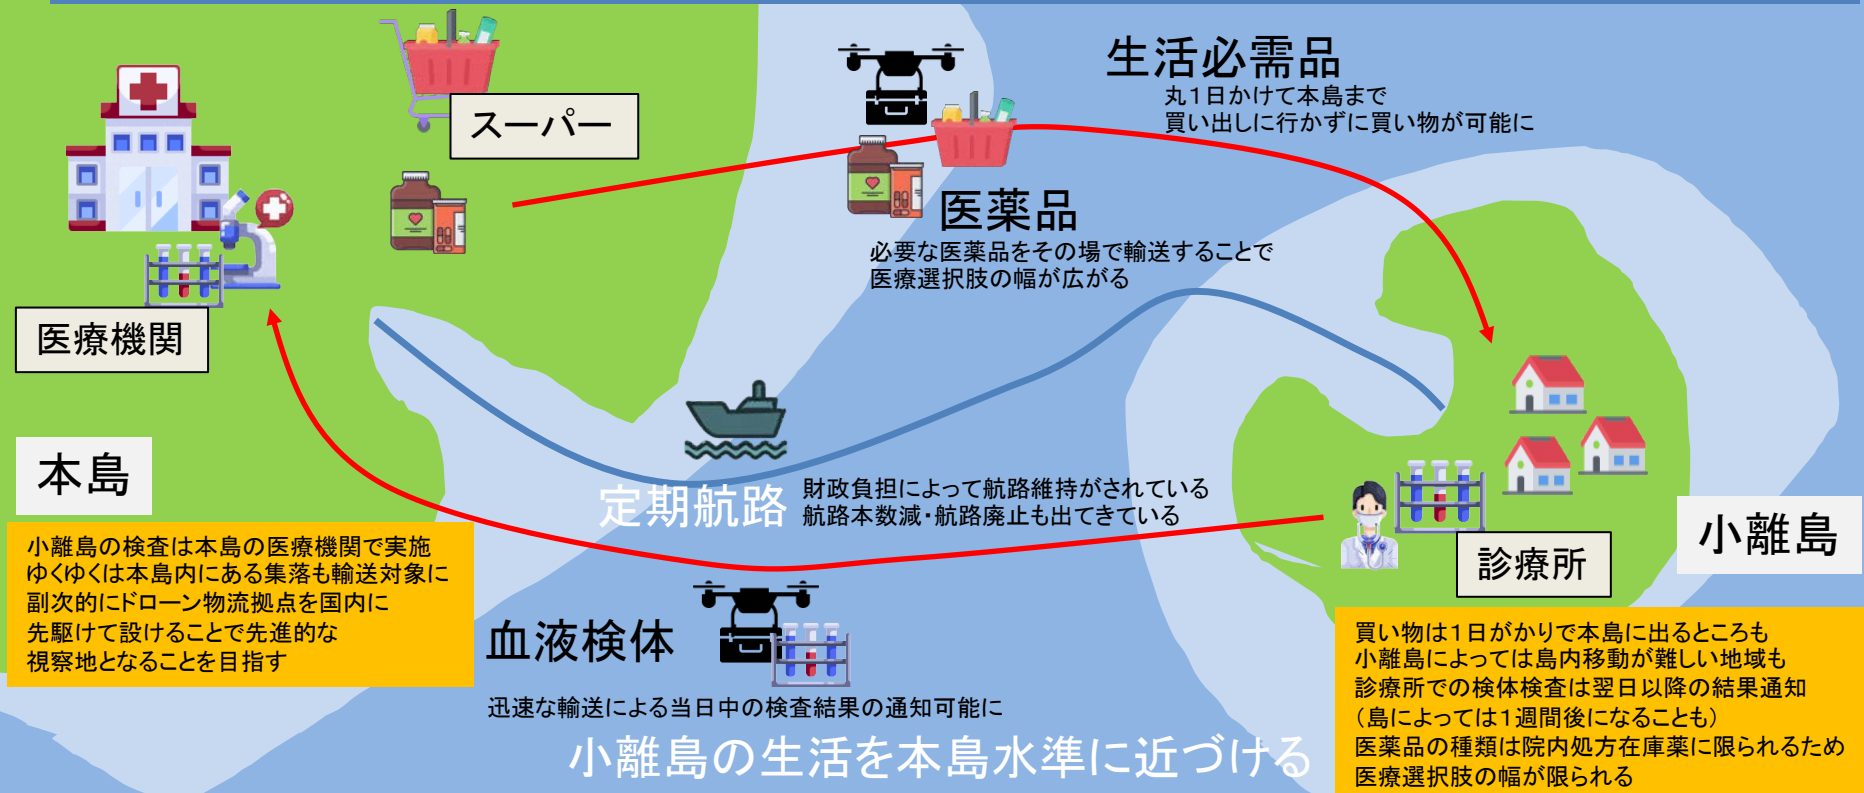 スーパー
医療機関
生活必需品
丸1日かけて本島まで
買い出しに行かずに買い物が可能に
医薬品
必要な医薬品をその場で輸送することで
医療選択肢の幅が広がる
本島
小離島の検査は本島の医療機関で実施
ゆくゆくは本島内にある集落も輸送対象に
副次的にドローン物流拠点を国内に
先駆けて設けることで先進的な
視察地となることを目指す
定期航路
財政負担によって航路維持がされている
航路本数減・航路廃止も出てきている
血液検体
迅速な輸送による当日中の検査結果の通知可能に
診療所
小離島
買い物は1日がかりで本島に出るところも
小離島によっては島内移動が難しい地域も
診療所での検体検査は翌日以降の結果通知
（島によっては1週間後になることも）
医薬品の種類は院内処方在庫薬に限られるため
医療選択肢の幅が限られる
小離島の生活を本島水準に近づける